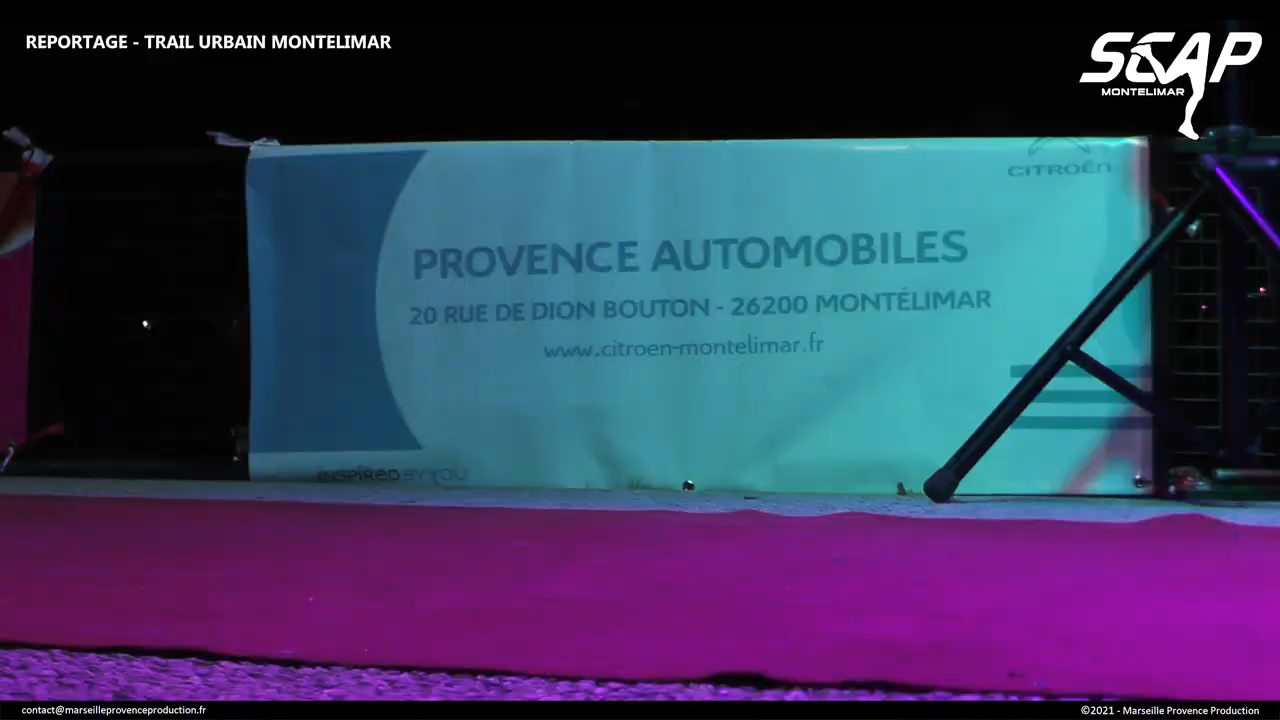 REPORTAGE - TRAIL URBAIN MONTELIMAR
SCAP
MONTELIMAR
CITROËN
PROVENCE AUTOMOBILES
20 RUE DE DION BOUTON - 26200 MONTÉLIMAR
www.citroen-montelimar.fr
INSPIRED BY YOU
contact@marseilleprovenceproduction.fr
©2021 - Marseille Provence Production